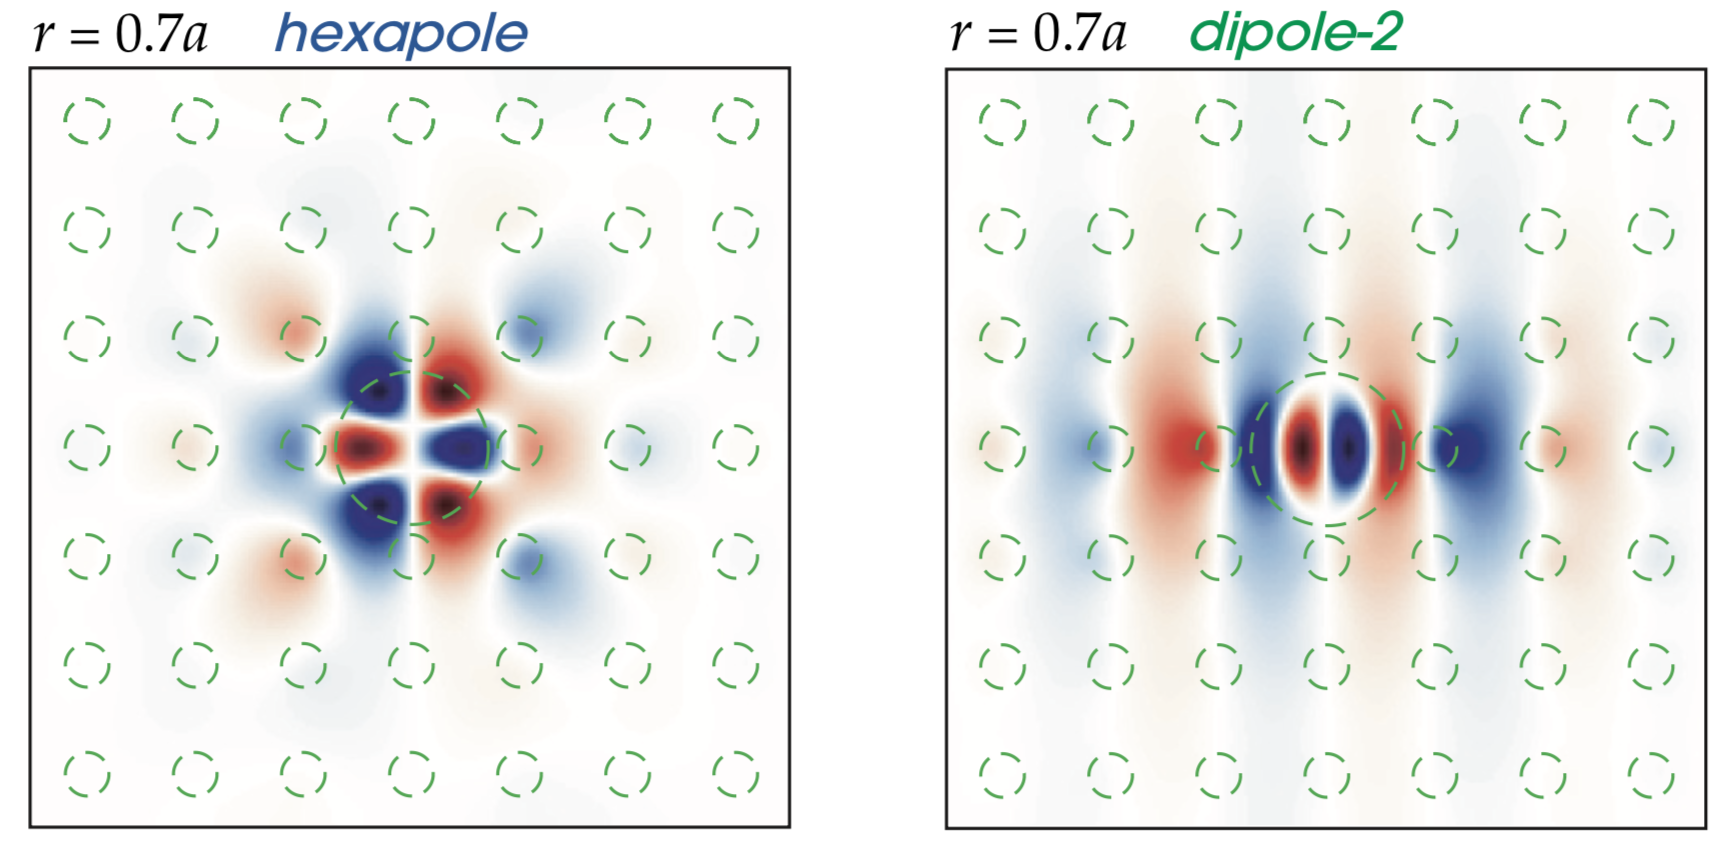 r = 0.7a hexapole
r = 0.7a dipole-2